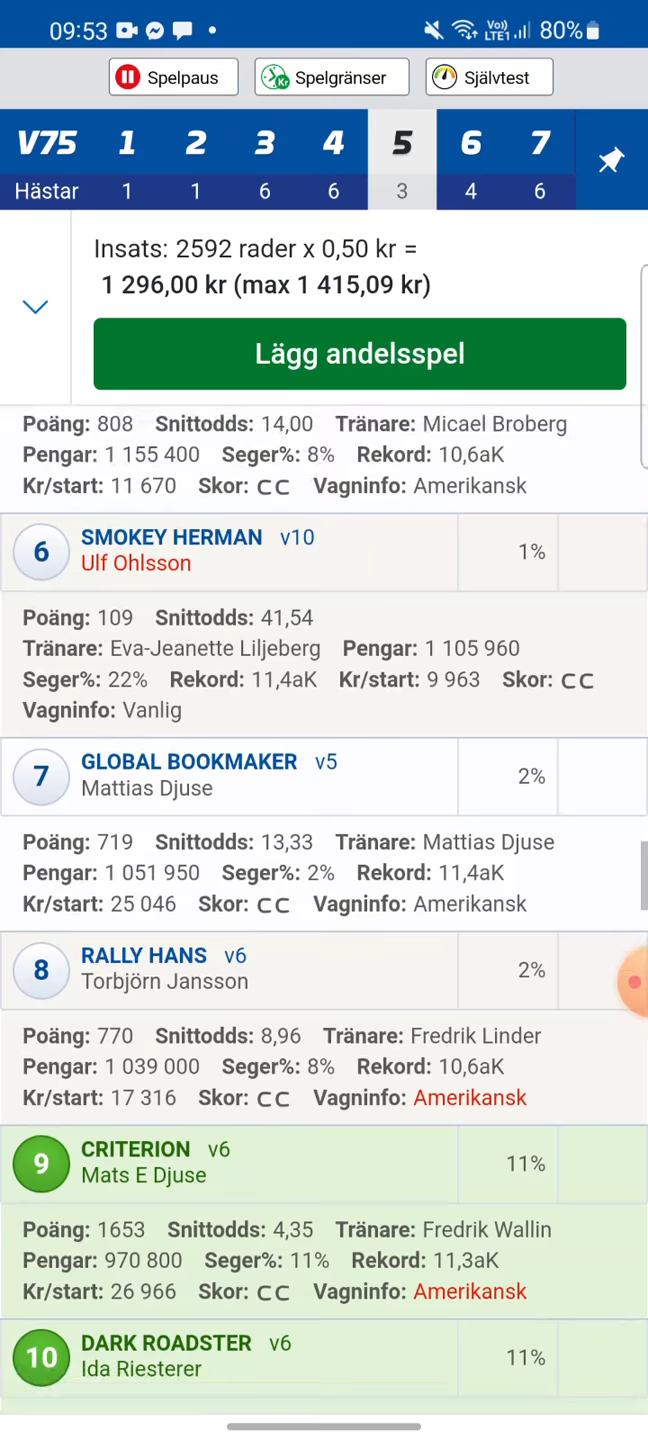 09:53 Vo) LTE1 80%
Spelpaus Spelgränser Självtest
V75 1 2 3 4 5 6 7
Hästar 1 1 6 6 3 4 6
Insats: 2592 rader x 0,50 kr =
1 296,00 kr (max 1 415,09 kr)
Lägg andelsspel
Poäng: 808 Snittodds: 14,00 Tränare: Micael Broberg
Pengar: 1 155 400 Seger%: 8% Rekord: 10,6aK
Kr/start: 11 670 Skor: C C Vagninfo: Amerikansk
6 SMOKEY HERMAN v10 1%
Ulf Ohlsson
Poäng: 109 Snittodds: 41,54
Tränare: Eva-Jeanette Liljeberg Pengar: 1 105 960
Seger%: 22% Rekord: 11,4aK Kr/start: 9 963 Skor: C C
Vagninfo: Vanlig
7 GLOBAL BOOKMAKER v5 2%
Mattias Djuse
Poäng: 719 Snittodds: 13,33 Tränare: Mattias Djuse
Pengar: 1 051 950 Seger%: 2% Rekord: 11,4aK
Kr/start: 25 046 Skor: C C Vagninfo: Amerikansk
8 RALLY HANS v6 2%
Torbjörn Jansson
Poäng: 770 Snittodds: 8,96 Tränare: Fredrik Linder
Pengar: 1 039 000 Seger%: 8% Rekord: 10,6aK
Kr/start: 17 316 Skor: C C Vagninfo: Amerikansk
9 CRITERION v6 11%
Mats E Djuse
Poäng: 1653 Snittodds: 4,35 Tränare: Fredrik Wallin
Pengar: 970 800 Seger%: 11% Rekord: 11,3aK
Kr/start: 26 966 Skor: C C Vagninfo: Amerikansk
10 DARK ROADSTER v6 11%
Ida Riesterer